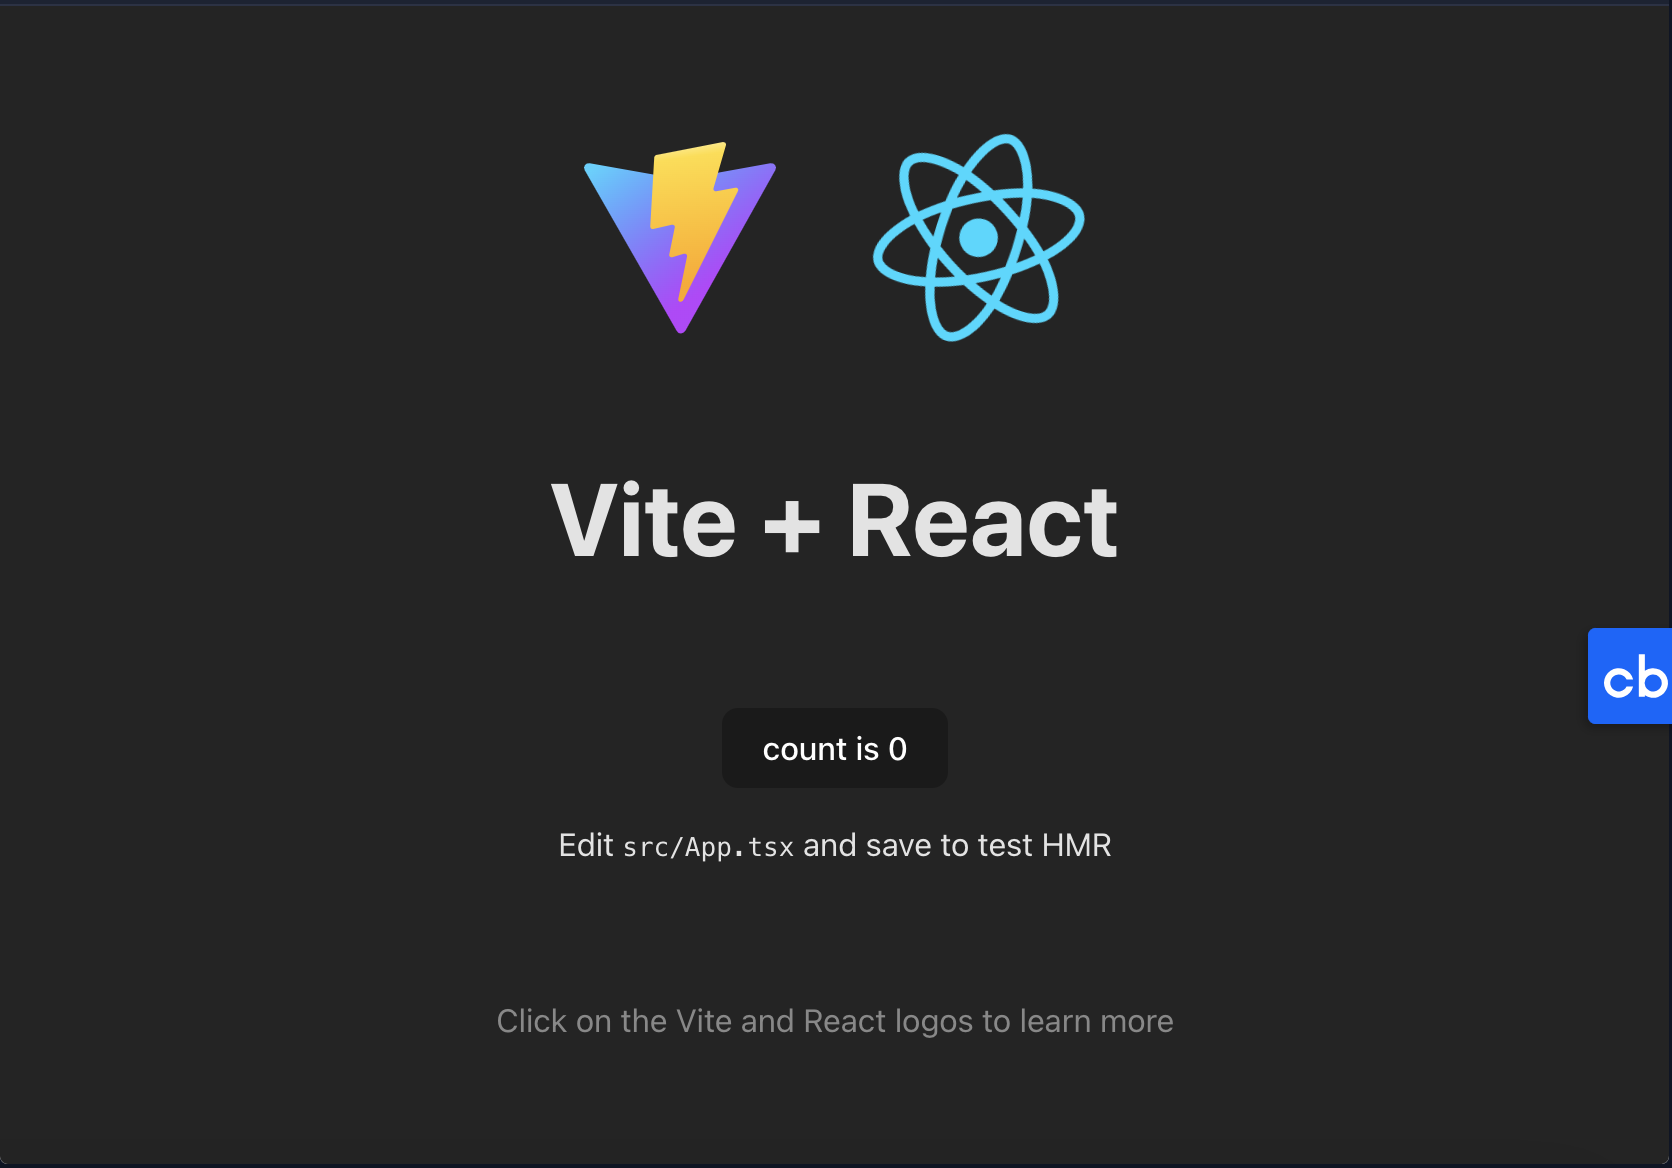 Vite + React
count is 0
cb
Edit src/App.tsx and save to test HMR
Click on the Vite and React logos to learn more